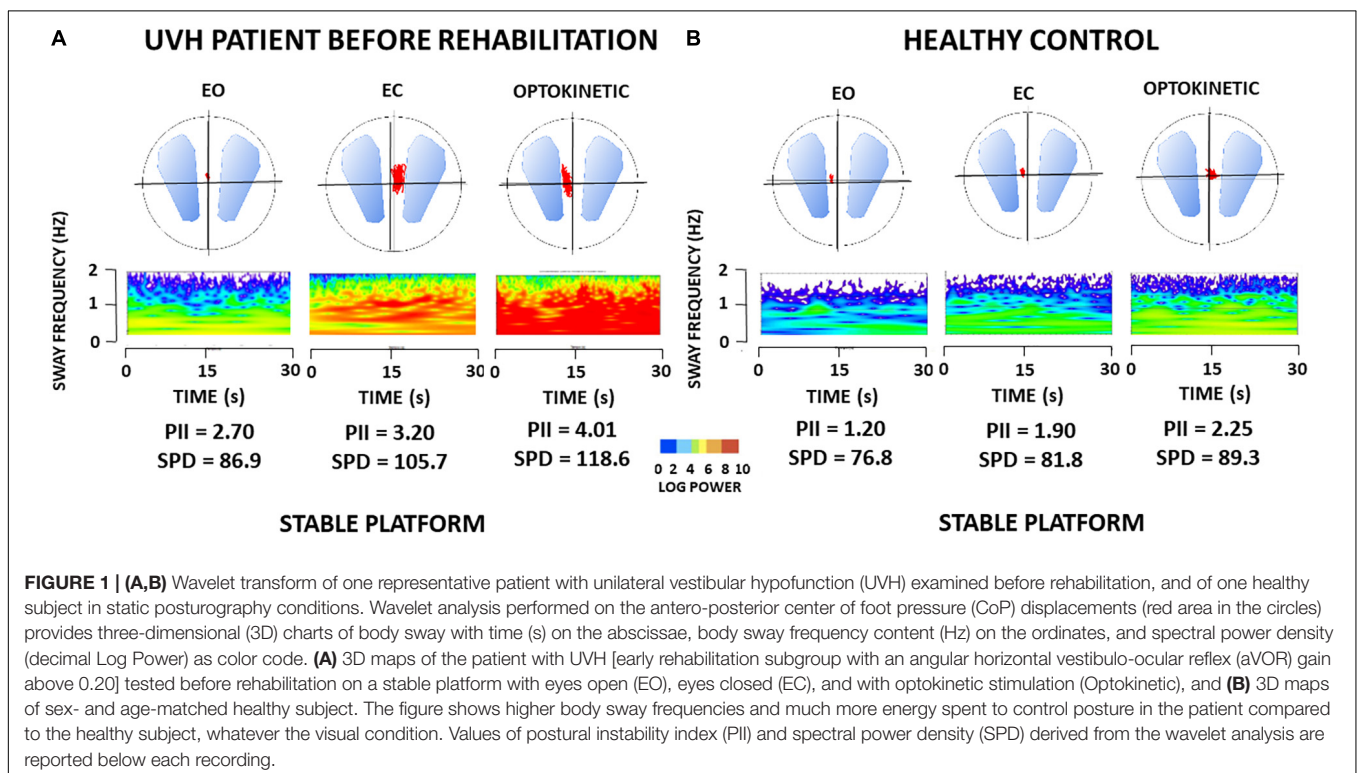 A UVH PATIENT BEFORE REHABILITATION
EO EC OPTOKINETIC
SWAY FREQUENCY (HZ)
2
1
0
0 15 30 0 15 30 0 15 30
TIME (s) TIME (s) TIME (s)
PII = 2.70 PII = 3.20 PII = 4.01
SPD = 86.9 SPD = 105.7 SPD = 118.6
STABLE PLATFORM
0 2 4 6 8 10
LOG POWER
B HEALTHY CONTROL
EO EC OPTOKINETIC
SWAY FREQUENCY (HZ)
2
1
0
0 15 30 0 15 30 0 15 30
TIME (s) TIME (s) TIME (s)
PII = 1.20 PII = 1.90 PII = 2.25
SPD = 76.8 SPD = 81.8 SPD = 89.3
STABLE PLATFORM
FIGURE 1 | (A,B) Wavelet transform of one representative patient with unilateral vestibular hypofunction (UVH) examined before rehabilitation, and of one healthy
subject in static posturography conditions. Wavelet analysis performed on the antero-posterior center of foot pressure (CoP) displacements (red area in the circles)
provides three-dimensional (3D) charts of body sway with time (s) on the abscissae, body sway frequency content (Hz) on the ordinates, and spectral power density
(decimal Log Power) as color code. (A) 3D maps of the patient with UVH [early rehabilitation subgroup with an angular horizontal vestibulo-ocular reflex (aVOR) gain
above 0.20] tested before rehabilitation on a stable platform with eyes open (EO), eyes closed (EC), and with optokinetic stimulation (Optokinetic), and (B) 3D maps
of sex- and age-matched healthy subject. The figure shows higher body sway frequencies and much more energy spent to control posture in the patient compared
to the healthy subject, whatever the visual condition. Values of postural instability index (PII) and spectral power density (SPD) derived from the wavelet analysis are
reported below each recording.